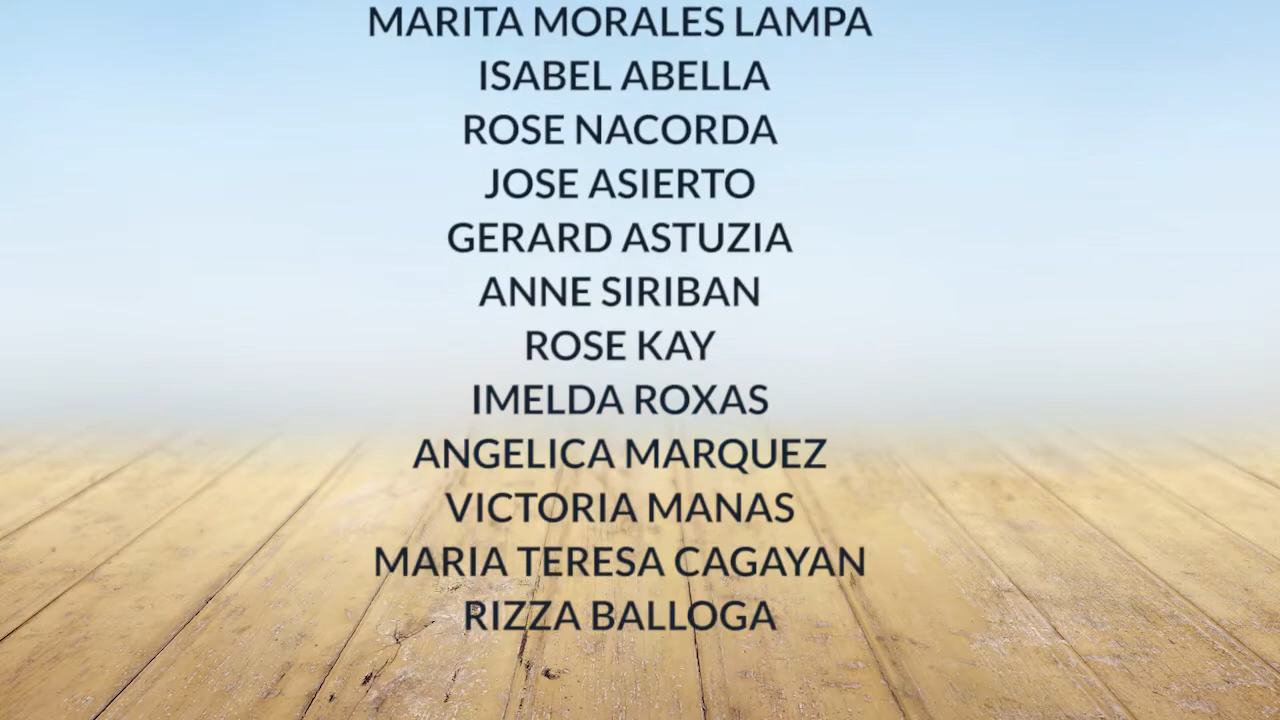 MARITA MORALES LAMPA
ISABEL ABELLA
ROSE NACORDA
JOSE ASIERTO
GERARD ASTUZIA
ANNE SIRIBAN
ROSE KAY
IMELDA ROXAS
ANGELICA MARQUEZ
VICTORIA MANAS
MARIA TERESA CAGAYAN
RIZZA BALLOGA